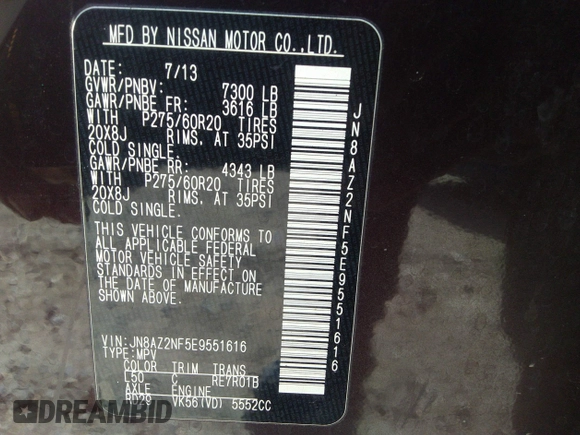 MFD BY NISSAN MOTOR CO.,LTD.
DATE: 7/13
GVWR/PNBV: 7300 LB
GAWR/PNBE FR: 3616 LB
WITH P275/60R20 TIRES
20X8J RIMS, AT 35PSI
COLD SINGLE.
GAWR/PNBE RR: 4343 LB
WITH P275/60R20 TIRES
20X8J RIMS, AT 35PSI
COLD SINGLE.
THIS VEHICLE CONFORMS TO
ALL APPLICABLE FEDERAL
MOTOR VEHICLE SAFETY
STANDARDS IN EFFECT ON
THE DATE OF MANUFACTURE
SHOWN ABOVE.
VIN: JN8AZ2NF5E9551616
TYPE: MPV
COLOR TRIM TRANS
L50 C RE7R01B
AXLE ENGINE
RD29 VK56(VD) 5552CC
JN8AZ2NF5E9551616
DREAMBID